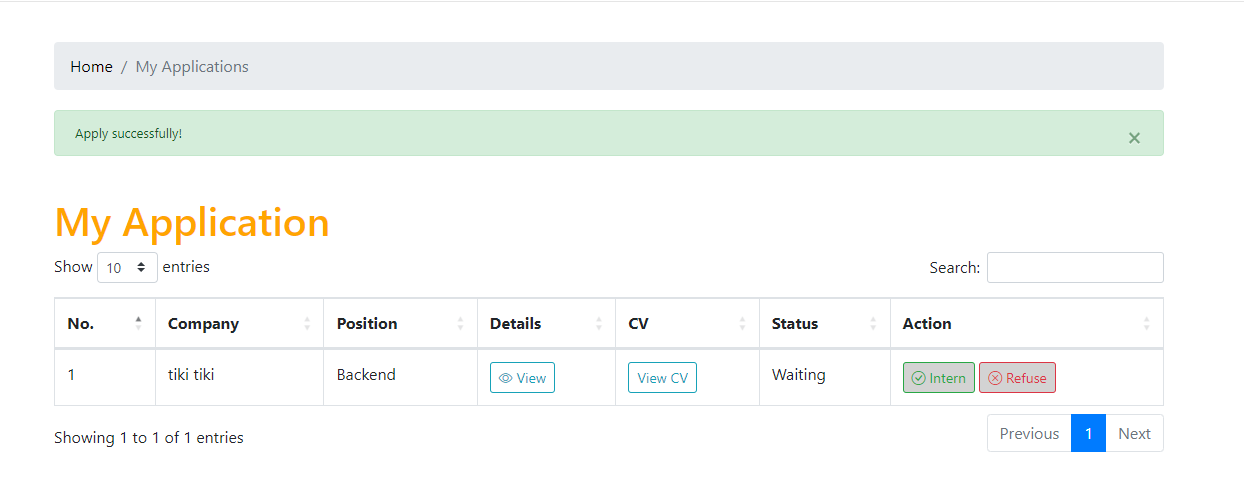 Home / My Applications
Apply successfully! ×
My Application
Show 10 entries Search:
No. Company Position Details CV Status Action
1 tiki tiki Backend View View CV Waiting Intern Refuse
Showing 1 to 1 of 1 entries Previous 1 Next